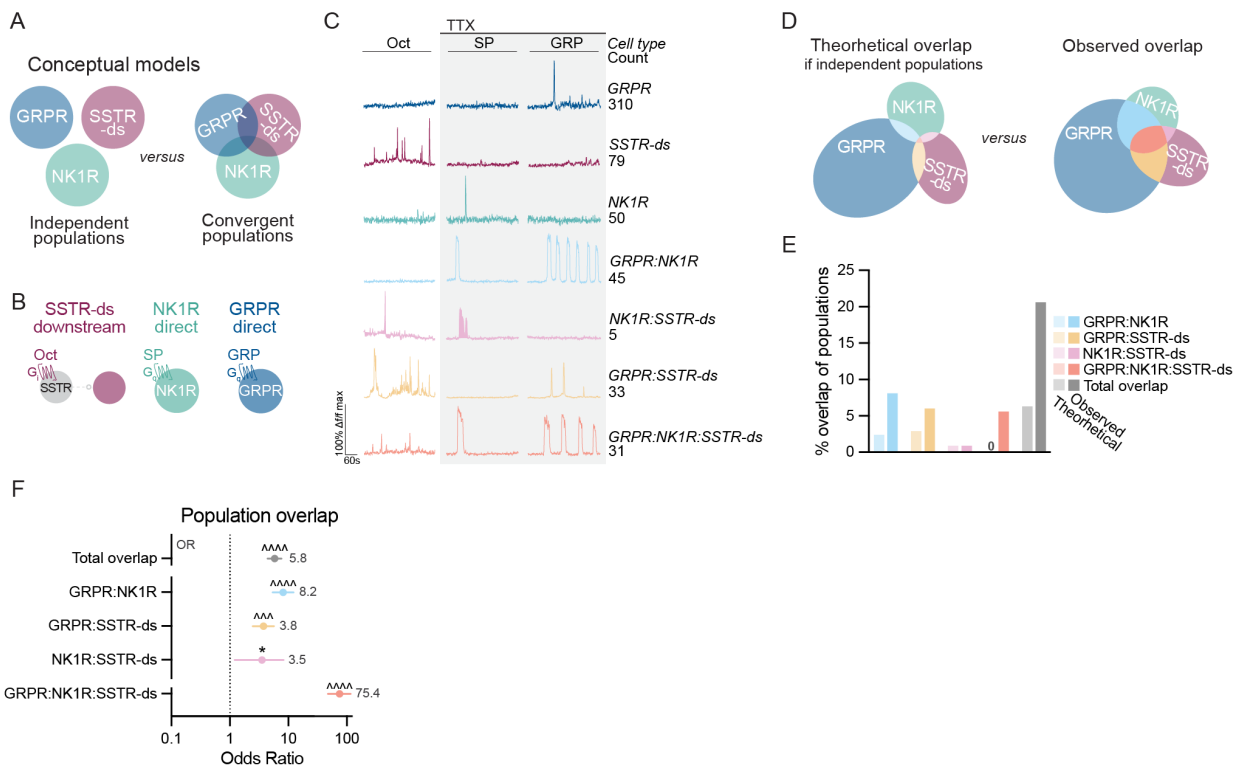 A
Conceptual models
GRPR
SSTR
-ds
NK1R
versus
GRPR
SSTR
-ds
NK1R
Independent
populations
Convergent
populations
B
SSTR-ds
downstream
NK1R
direct
GRPR
direct
Oct
G
SSTR
SP
Gq
NK1R
GRP
Gq
GRPR
C
TTX
Oct
SP
GRP
Cell type
Count
GRPR
310
SSTR-ds
79
NK1R
50
GRPR:NK1R
45
NK1R:SSTR-ds
5
GRPR:SSTR-ds
33
GRPR:NK1R:SSTR-ds
31
100% Δf/f max
60s
D
Theorhetical overlap
if independent populations
NK1R
GRPR
SSTR
-ds
versus
Observed overlap
NK1R
GRPR
SSTR
-ds
E
% overlap of populations
25
20
15
10
5
0
0
GRPR:NK1R
GRPR:SSTR-ds
NK1R:SSTR-ds
GRPR:NK1R:SSTR-ds
Total overlap
Observed
Theorhetical
F
Population overlap
OR
Total overlap
^^^^
5.8
GRPR:NK1R
^^^^
8.2
GRPR:SSTR-ds
^^^
3.8
NK1R:SSTR-ds
*
3.5
GRPR:NK1R:SSTR-ds
^^^^
75.4
0.1
1
10
100
Odds Ratio